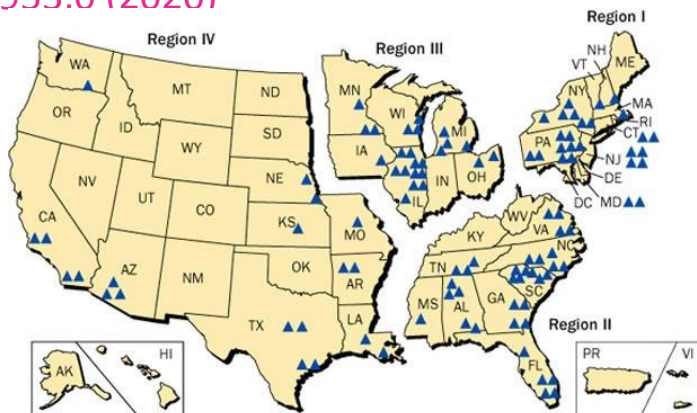 933.0 (2020)
Region I
Region IV
Region III
NH
VT
ME
WA
MT
ND
MN
NY
MA
OR
WI
RI
ID
SD
MI
CT
WY
IA
PA
NE
OH
NJ
NV
IL
IN
DE
UT
CO
DC
MD
CA
KS
MO
WV
VA
KY
NC
AZ
NM
OK
AR
TN
SC
MS
AL
GA
TX
LA
Region II
HI
PR
VI
AK
FL